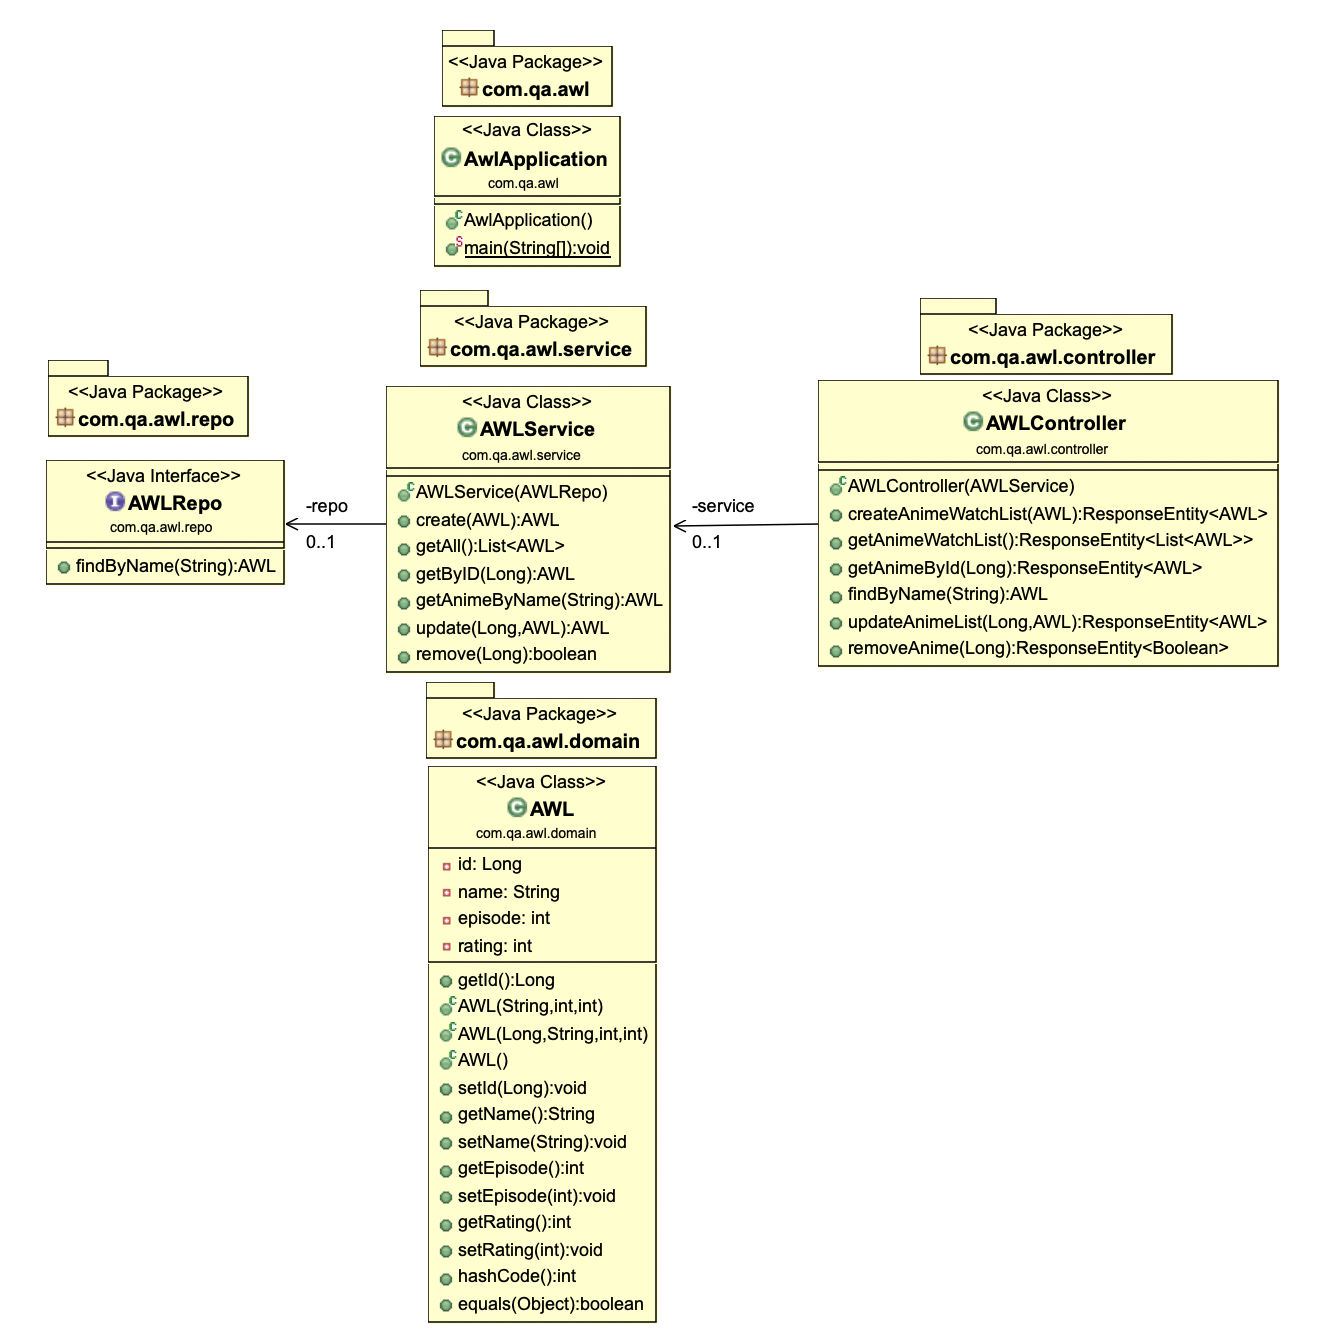 <<Java Package>>
com.qa.awl
<<Java Class>>
AwlApplication
com.qa.awl
AwlApplication()
main(String[]):void
<<Java Package>>
com.qa.awl.service
<<Java Package>>
com.qa.awl.controller
<<Java Package>>
com.qa.awl.repo
<<Java Interface>>
AWLRepo
com.qa.awl.repo
findByName(String):AWL
-repo
0..1
<<Java Class>>
AWLService
com.qa.awl.service
AWLService(AWLRepo)
create(AWL):AWL
getAll():List<AWL>
getByID(Long):AWL
getAnimeByName(String):AWL
update(Long,AWL):AWL
remove(Long):boolean
-service
0..1
<<Java Class>>
AWLController
com.qa.awl.controller
AWLController(AWLService)
createAnimeWatchList(AWL):ResponseEntity<AWL>
getAnimeWatchList():ResponseEntity<List<AWL>>
getAnimeById(Long):ResponseEntity<AWL>
findByName(String):AWL
updateAnimeList(Long,AWL):ResponseEntity<AWL>
removeAnime(Long):ResponseEntity<Boolean>
<<Java Package>>
com.qa.awl.domain
<<Java Class>>
AWL
com.qa.awl.domain
id: Long
name: String
episode: int
rating: int
getId():Long
AWL(String,int,int)
AWL(Long,String,int,int)
AWL()
setId(Long):void
getName():String
setName(String):void
getEpisode():int
setEpisode(int):void
getRating():int
setRating(int):void
hashCode():int
equals(Object):boolean